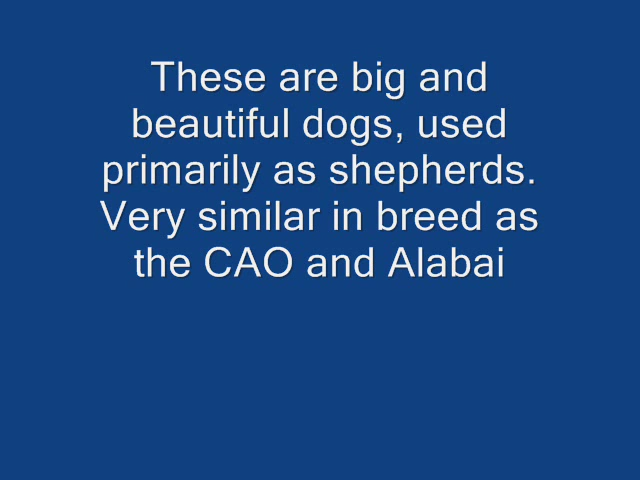 These are big and
beautiful dogs, used
primarily as shepherds.
Very similar in breed as
the CAO and Alabai